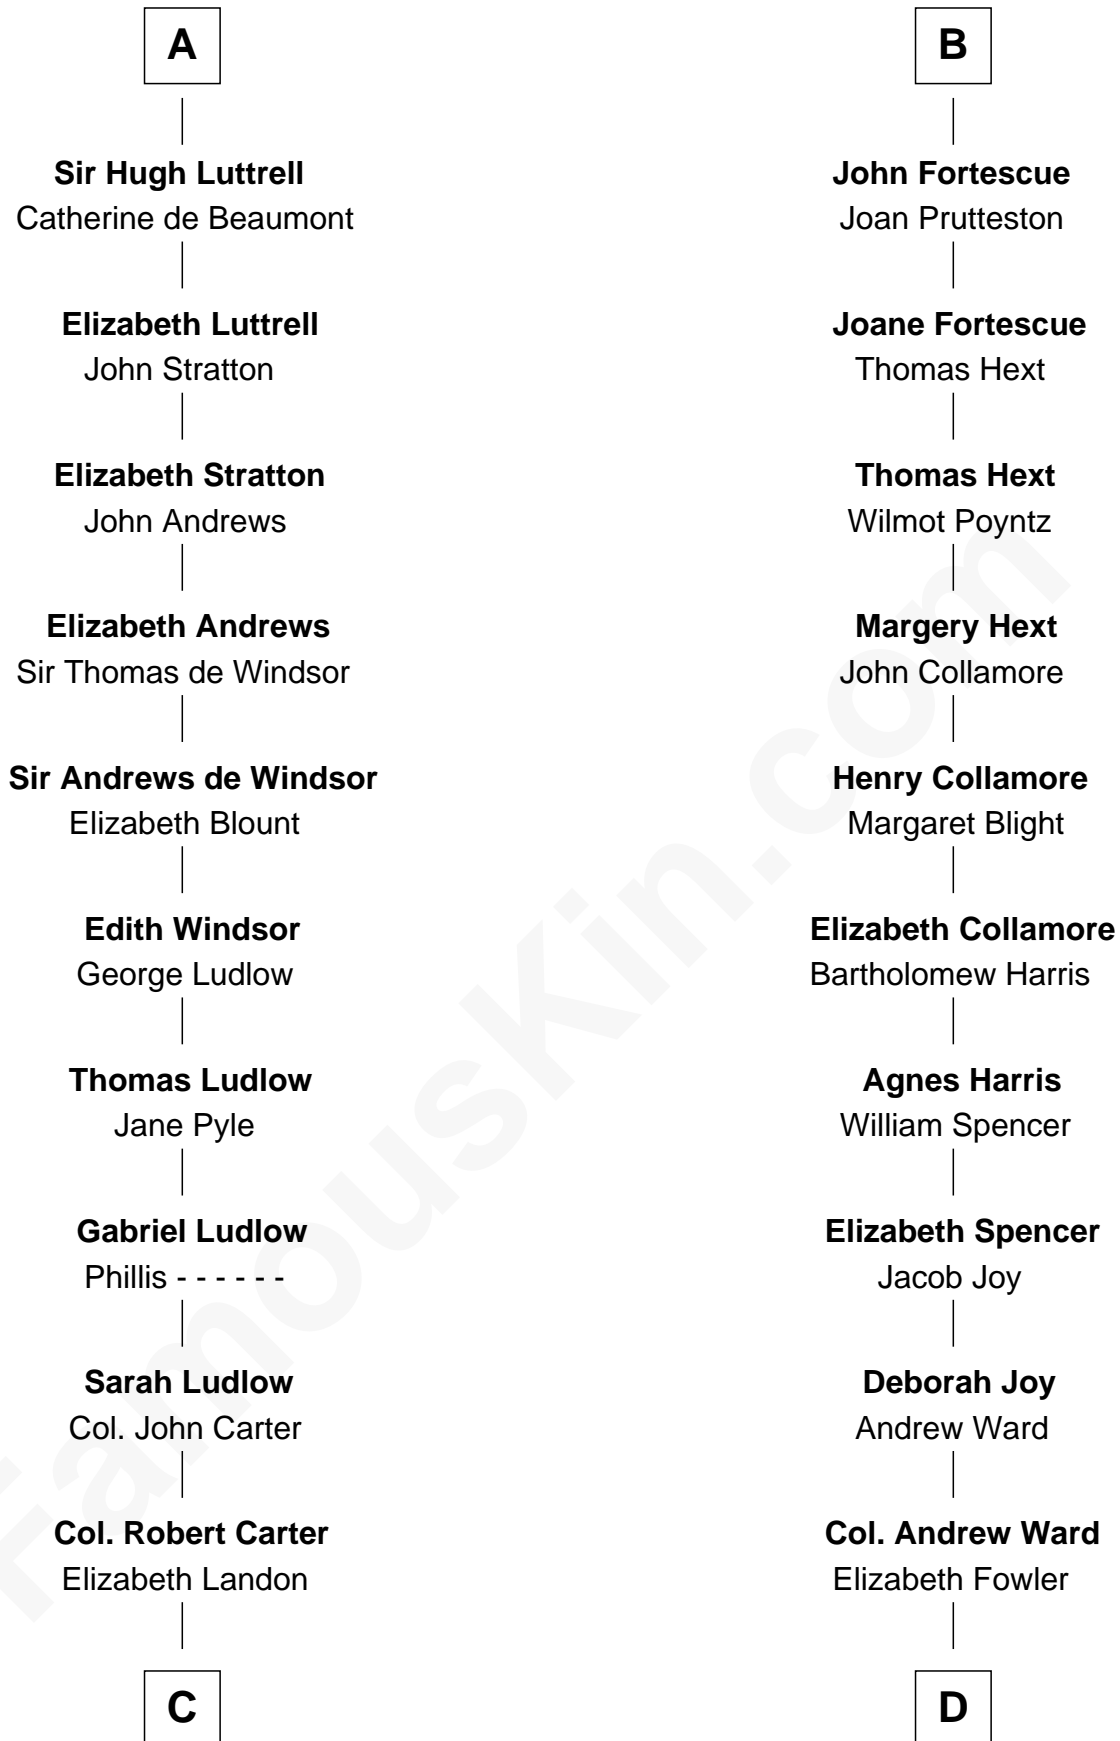 A
Sir Hugh Luttrell
Catherine de Beaumont
Elizabeth Luttrell
John Stratton
Elizabeth Stratton
John Andrews
Elizabeth Andrews
Sir Thomas de Windsor
Sir Andrews de Windsor
Elizabeth Blount
Edith Windsor
George Ludlow
Thomas Ludlow
Jane Pyle
Gabriel Ludlow
Phillis - - - - - -
Sarah Ludlow
Col. John Carter
Col. Robert Carter
Elizabeth Landon
C
B
John Fortescue
Joan Prutteston
Joane Fortescue
Thomas Hext
Thomas Hext
Wilmot Poyntz
Margery Hext
John Collamore
Henry Collamore
Margaret Blight
Elizabeth Collamore
Bartholomew Harris
Agnes Harris
William Spencer
Elizabeth Spencer
Jacob Joy
Deborah Joy
Andrew Ward
Col. Andrew Ward
Elizabeth Fowler
D
FamousKin.com